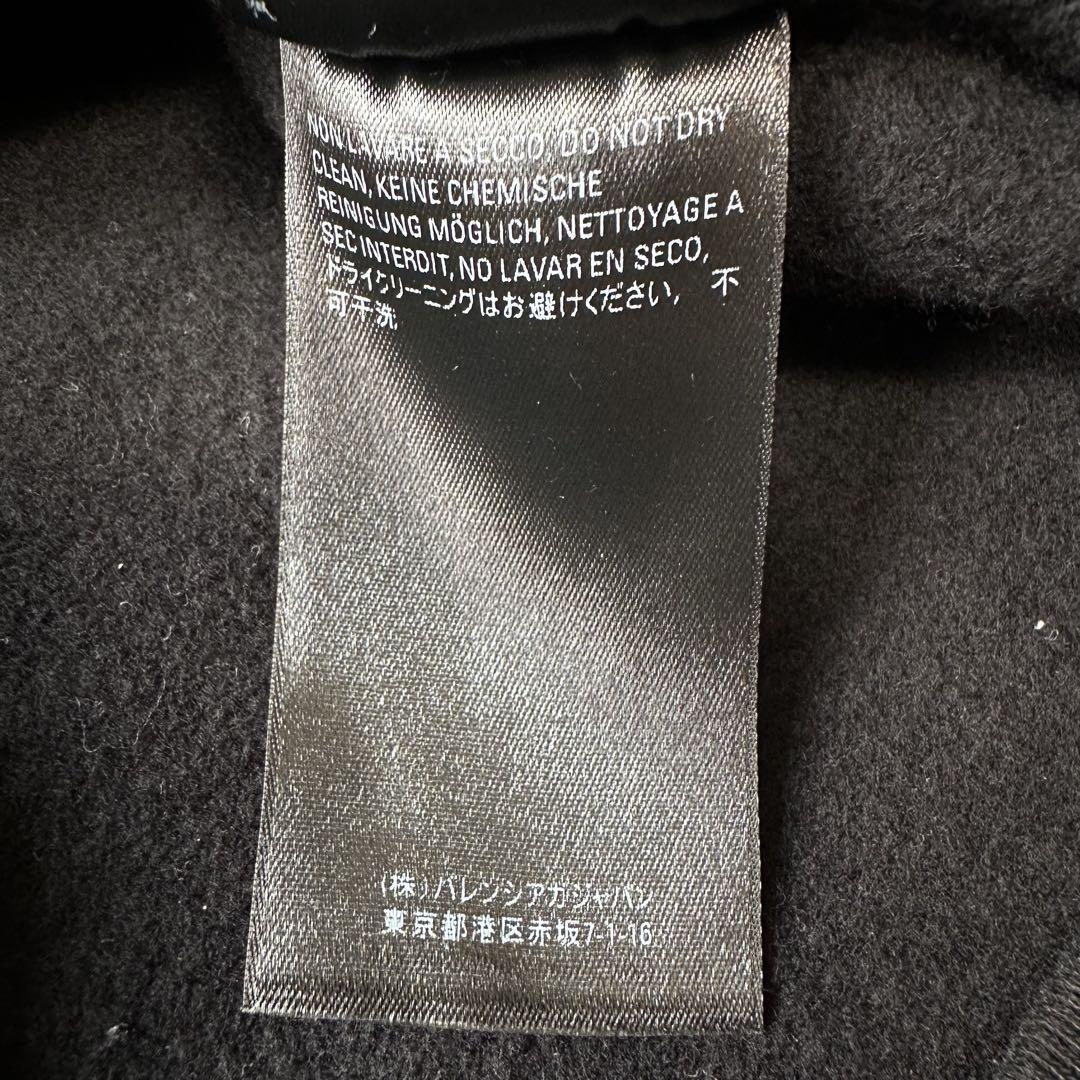 NON LAVARE A SECCO, DO NOT DRY
CLEAN, KEINE CHEMISCHE
REINIGUNG MÖGLICH, NETTOYAGE A
SEC INTERDIT, NO LAVAR EN SECO,
ドライクリーニングはお避けください, 不
可干洗
(株)バレンシアガジャパン
東京都港区赤坂7-1-16